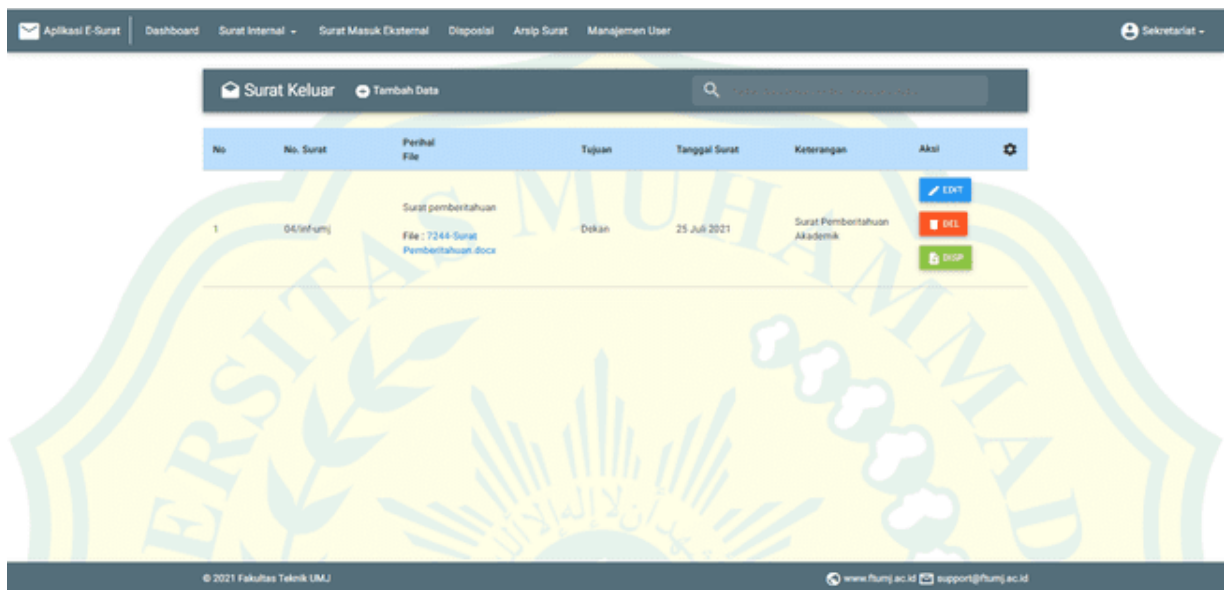 Aplikasi E-Surat Dashboard Surat Internal Surat Masuk Eksternal Disposisi Arsip Surat Manajemen User Sekretariat
Surat Keluar Tambah Data
No No. Surat Perihal Tujuan Tanggal Surat Keterangan Aksi
File
1 04/inf-umj Surat pemberitahuan Dekan 25 Juli 2021 Surat Pemberitahuan
Akademik
File : 7244-Surat
Pemberitahuan.docx
EDIT
DEL
DISP
ERSITAS MUHAMMAD
© 2021 Fakultas Teknik UMJ www.ftumj.ac.id support@ftumj.ac.id